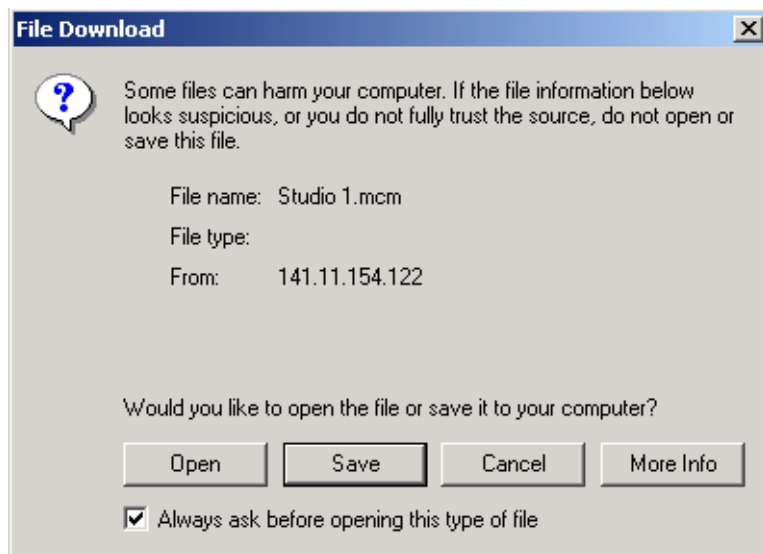 File Download
Some files can harm your computer. If the file information below
looks suspicious, or you do not fully trust the source, do not open or
save this file.
File name: Studio 1.mcm
File type:
From: 141.11.154.122
Would you like to open the file or save it to your computer?
Open Save Cancel More Info
Always ask before opening this type of file